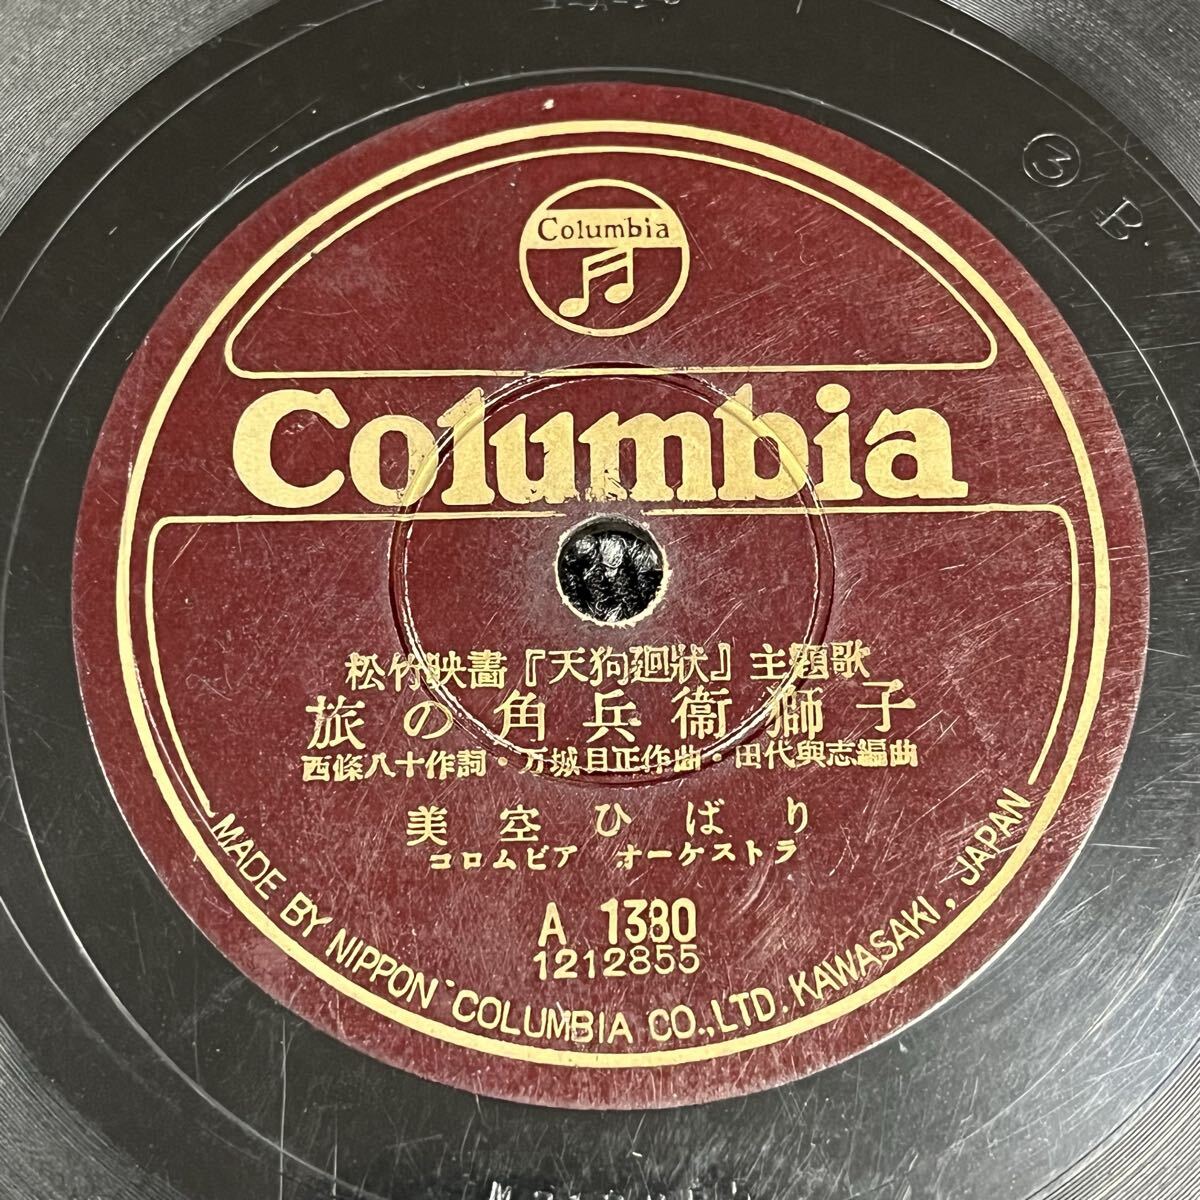 ③ B.
Columbia
Columbia
松竹映畫『天狗廻狀』主題歌
旅の角兵衞獅子
西條八十作詞・万城目正作曲・田代與志編曲
美空ひばり
コロムビア オーケストラ
A 1380
1212855
MADE BY NIPPON COLUMBIA CO.,LTD. KAWASAKI, JAPAN